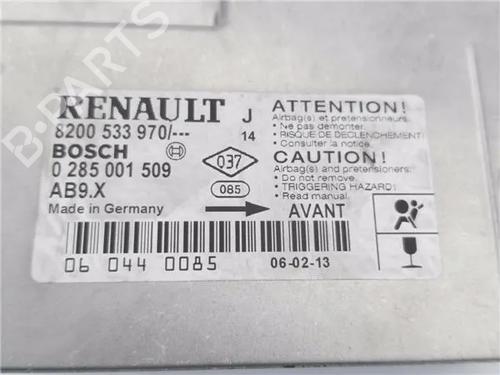 RENAULT J
8200 533 970/--- 14
BOSCH
0 285 001 509
AB9.X
Made in Germany
037
085
AVANT
ATTENTION!
Airbag(s) et pretensionneurs.
• Ne pas demonter.
• RISQUE de DECLENCHEMENT!
• Consulter la notice.
CAUTION!
Airbag(s) and pretensioners.
• Do not remove.
• TRIGGERING HAZARD!
• Read manual.
06 044 0085
06-02-13
B-PARTS